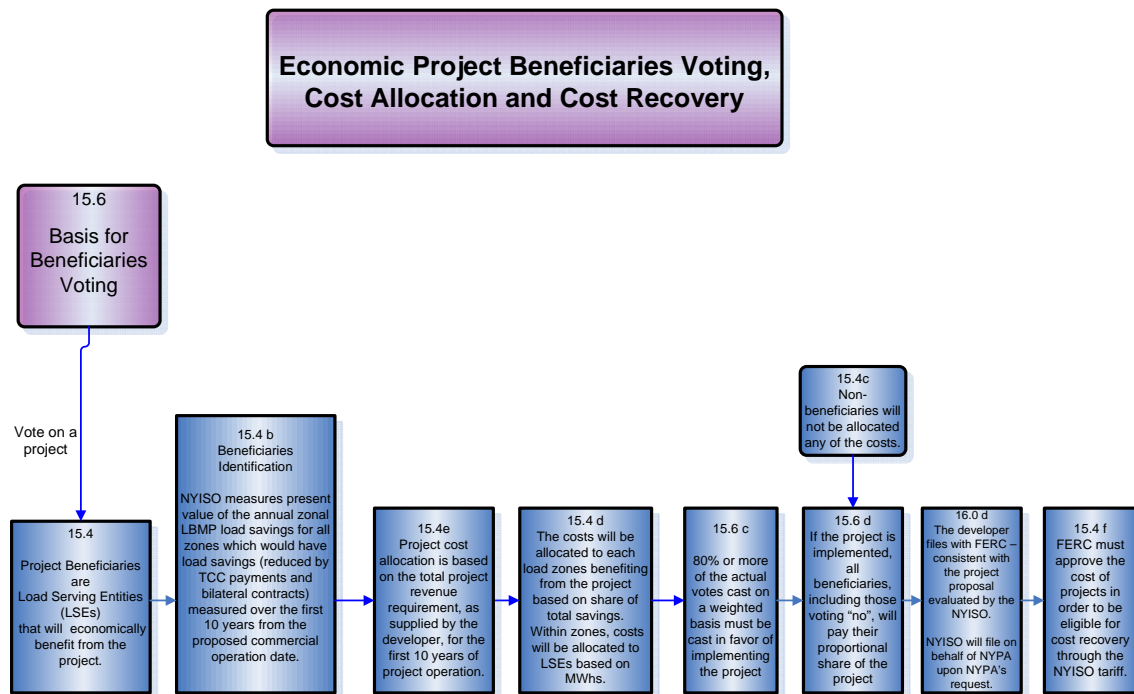 Economic Project Beneficiaries Voting,
Cost Allocation and Cost Recovery
15.6
Basis for
Beneficiaries
Voting
Vote on a
project
15.4
Project Beneficiaries
are
Load Serving Entities
(LSEs)
that will economically
benefit from the
project.
15.4 b
Beneficiaries
Identification
NYISO measures present
value of the annual zonal
LBMP load savings for all
zones which would have
load savings (reduced by
TCC payments and
bilateral contracts)
measured over the first
10 years from the
proposed commercial
operation date.
15.4e
Project cost
allocation is based
on the total project
revenue
requirement, as
supplied by the
developer, for the
first 10 years of
project operation.
15.4 d
The costs will be
allocated to each
load zones benefiting
from the project
based on share of
total savings.
Within zones, costs
will be allocated to
LSEs based on
MWhs.
15.6 c
80% or more
of the actual
votes cast on
a weighted
basis must be
cast in favor of
implementing
the project
15.4c
Non-
beneficiaries will
not be allocated
any of the costs.
15.6 d
If the project is
implemented,
all
beneficiaries,
including those
voting “no”, will
pay their
proportional
share of the
project
16.0 d
The developer
files with FERC –
consistent with
the project
proposal
evaluated by the
NYISO.
NYISO will file on
behalf of NYPA
upon NYPA’s
request.
15.4 f
FERC must
approve the
cost of
projects in
order to be
eligible for
cost recovery
through the
NYISO tariff.